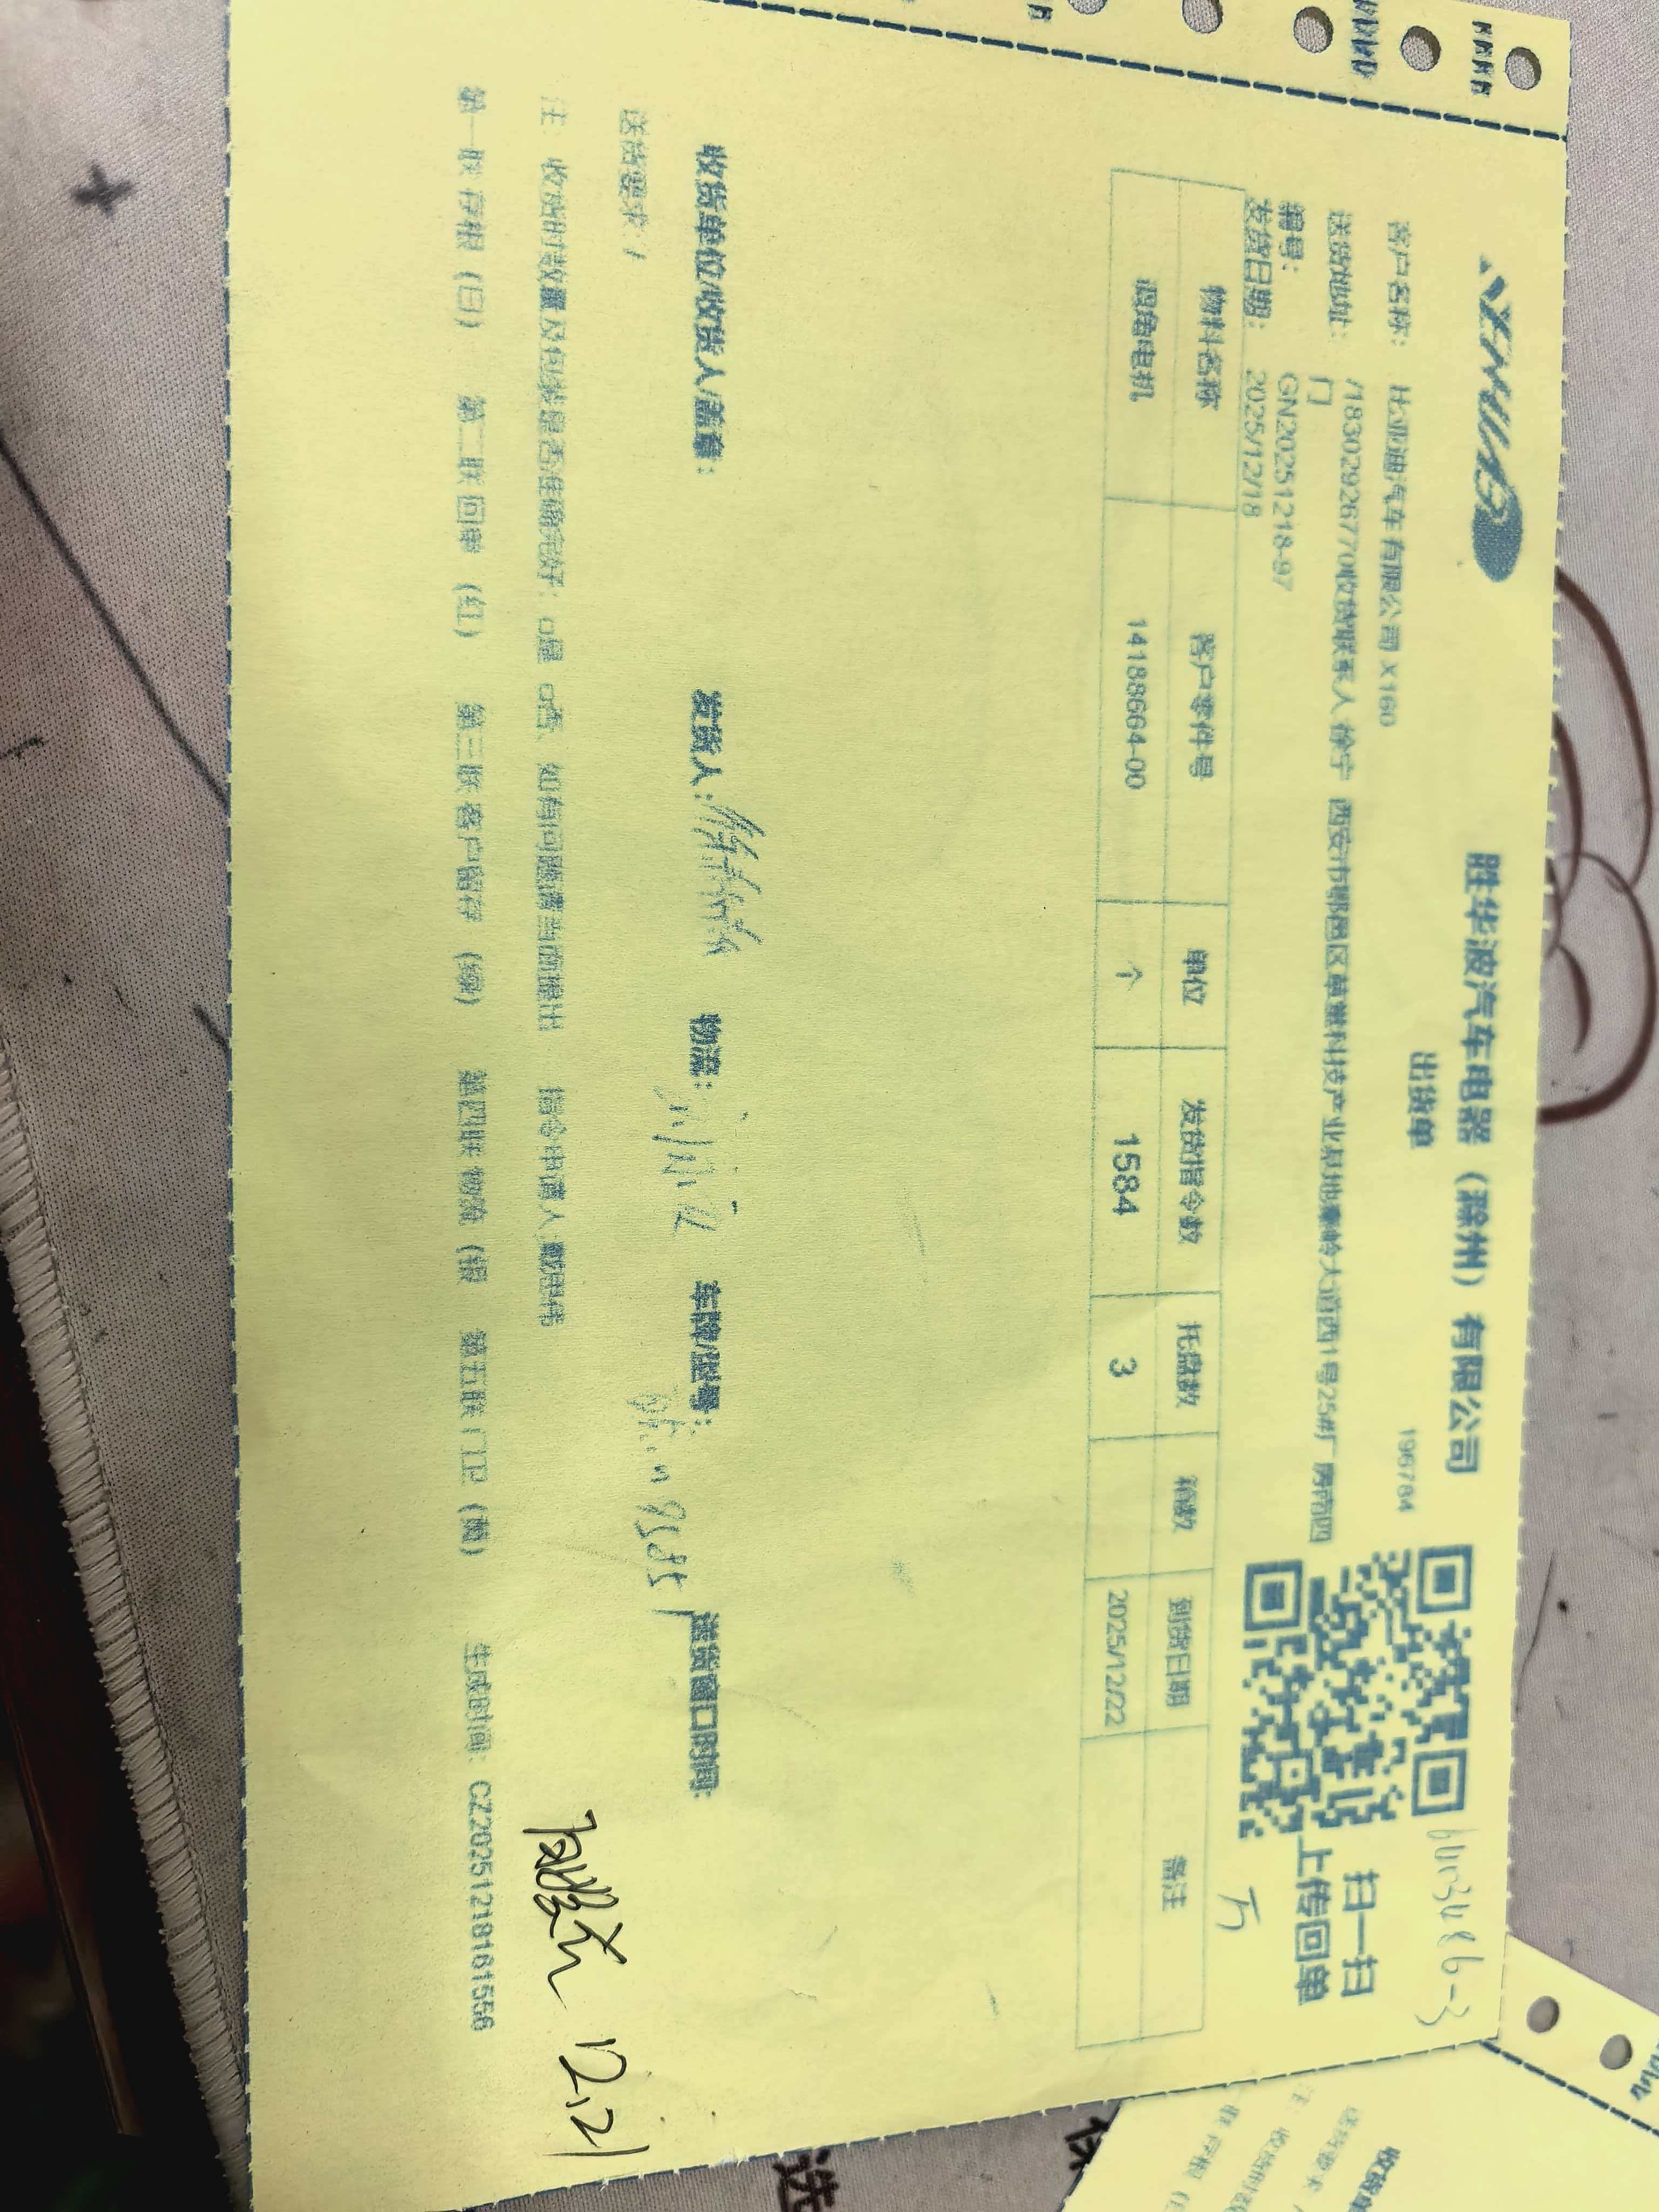 胜华波汽车电器（滁州）有限公司
出货单
196784
扫一扫
上传回单
客户名称： 比亚迪汽车有限公司 X160
送货地址： /18302926770收货联系人 徐宁 西安市鄠邑区草堂科技产业基地秦岭大道西1号25#厂房南四门
编号： GN20251218-97
发货日期： 2025/12/18
物料名称 客户零件号 单位 发货指令数 托盘数 箱数 到货日期 备注
调角电机 14188664-00 个 1584 3 2025/12/22
收货单位/收货人/盖章： 发货人： 物流： 车牌/型号： 送货窗口时间：
送货要求 /
注 收货时数量及包装是否准确完好: □是 □否, 如有问题请当面提出 指令申请人
第一联 存根 （白） 第二联 回单 （红） 第三联 客户留存 （绿） 第四联 物流 （银 第五联 门卫 （黄） 生成时间: CZ20251218161556
12.21